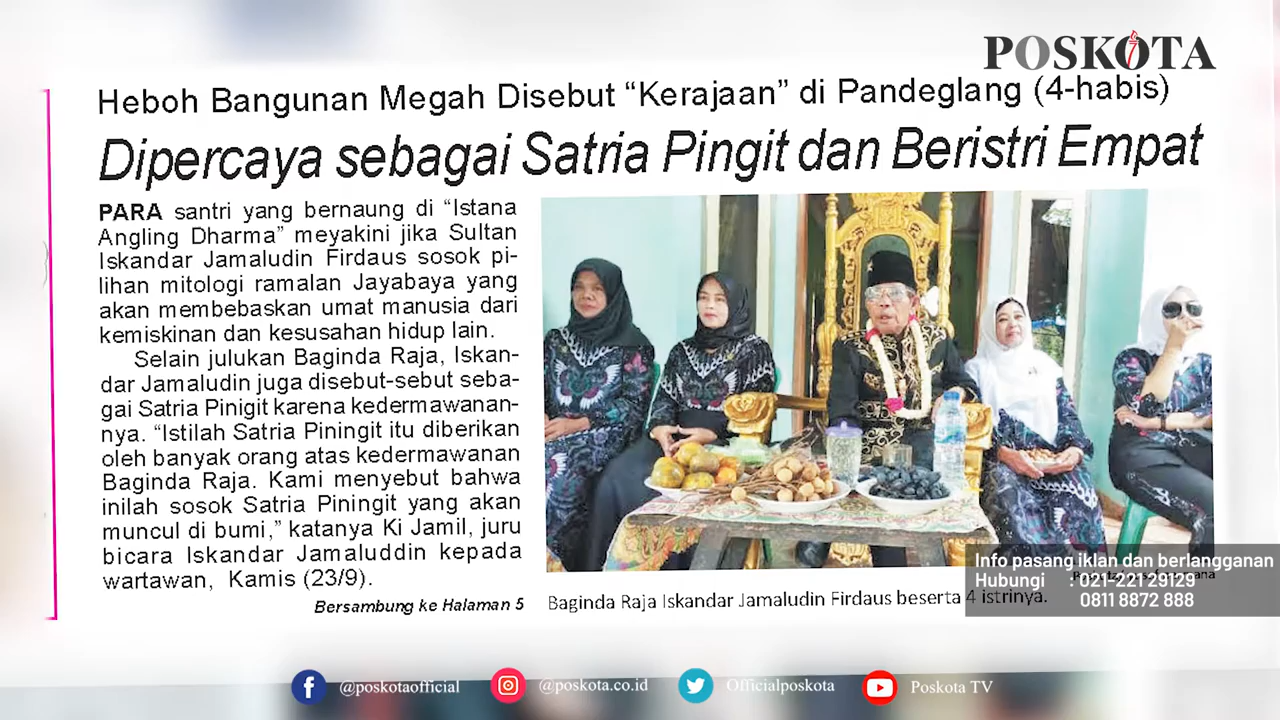 POSKOTA
Heboh Bangunan Megah Disebut “Kerajaan” di Pandeglang (4-habis)
Dipercaya sebagai Satria Pingit dan Beristri Empat
PARA santri yang bernaung di “Istana
Angling Dharma” meyakini jika Sultan
Iskandar Jamaludin Firdaus sosok pi-
lihan mitologi ramalan Jayabaya yang
akan membebaskan umat manusia dari
kemiskinan dan kesusahan hidup lain.
Selain julukan Baginda Raja, Iskan-
dar Jamaludin juga disebut-sebut seba-
gai Satria Pinigit karena kedermawanan-
nya. “Istilah Satria Piningit itu diberikan
oleh banyak orang atas kedermawanan
Baginda Raja. Kami menyebut bahwa
inilah sosok Satria Piningit yang akan
muncul di bumi,” katanya Ki Jamil, juru
bicara Iskandar Jamaluddin kepada
wartawan, Kamis (23/9).
Bersambung ke Halaman 5
Baginda Raja Iskandar Jamaludin Firdaus beserta 4 istrinya.
Info pasang iklan dan berlangganan
Hubungi : 021-22129129
0811 8872 888
@poskotaofficial
@poskota.co.id
Officialposkota
Poskota TV